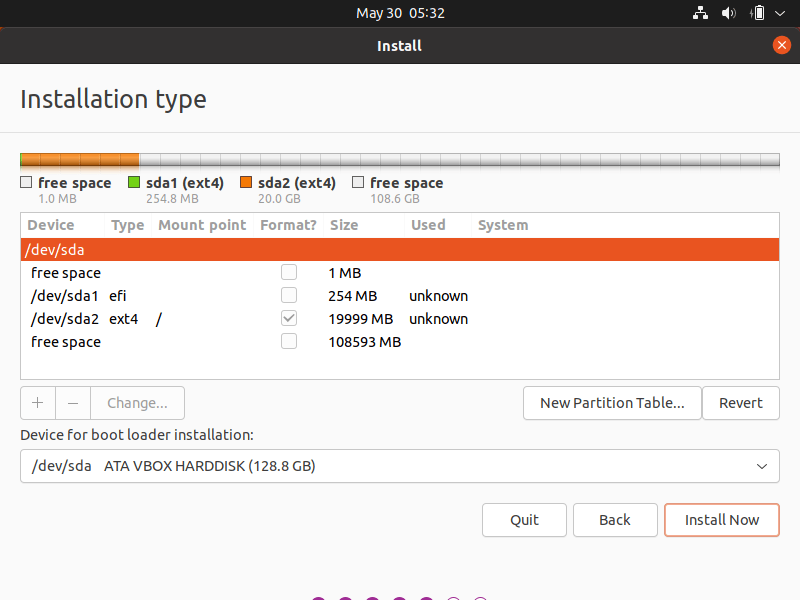 May 30 05:32
Install
Installation type
free space sda1 (ext4) sda2 (ext4) free space
1.0 MB 254.8 MB 20.0 GB 108.6 GB
Device Type Mount point Format? Size Used System
/dev/sda
free space 1 MB
/dev/sda1 efi 254 MB unknown
/dev/sda2 ext4 / 19999 MB unknown
free space 108593 MB
+ − Change... New Partition Table... Revert
Device for boot loader installation:
/dev/sda ATA VBOX HARDDISK (128.8 GB)
Quit Back Install Now